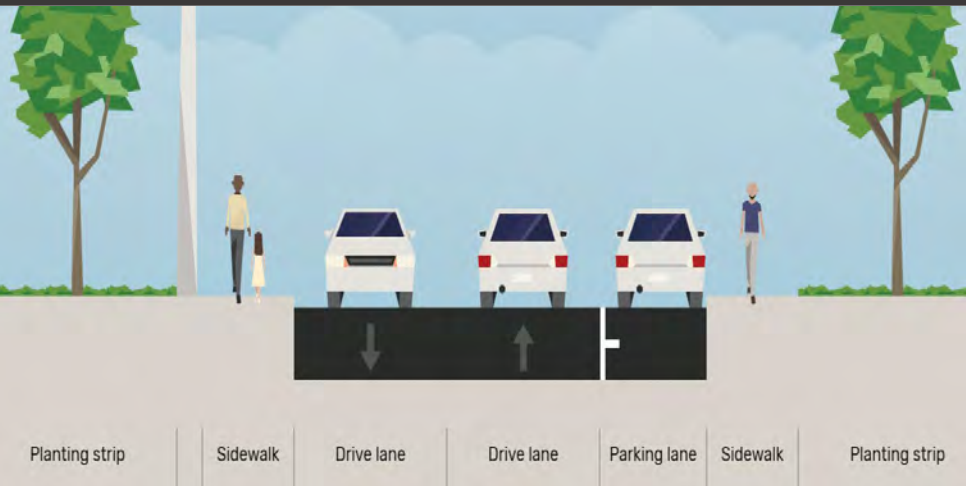 Planting strip
Sidewalk
Drive lane
Drive lane
Parking lane
Sidewalk
Planting strip